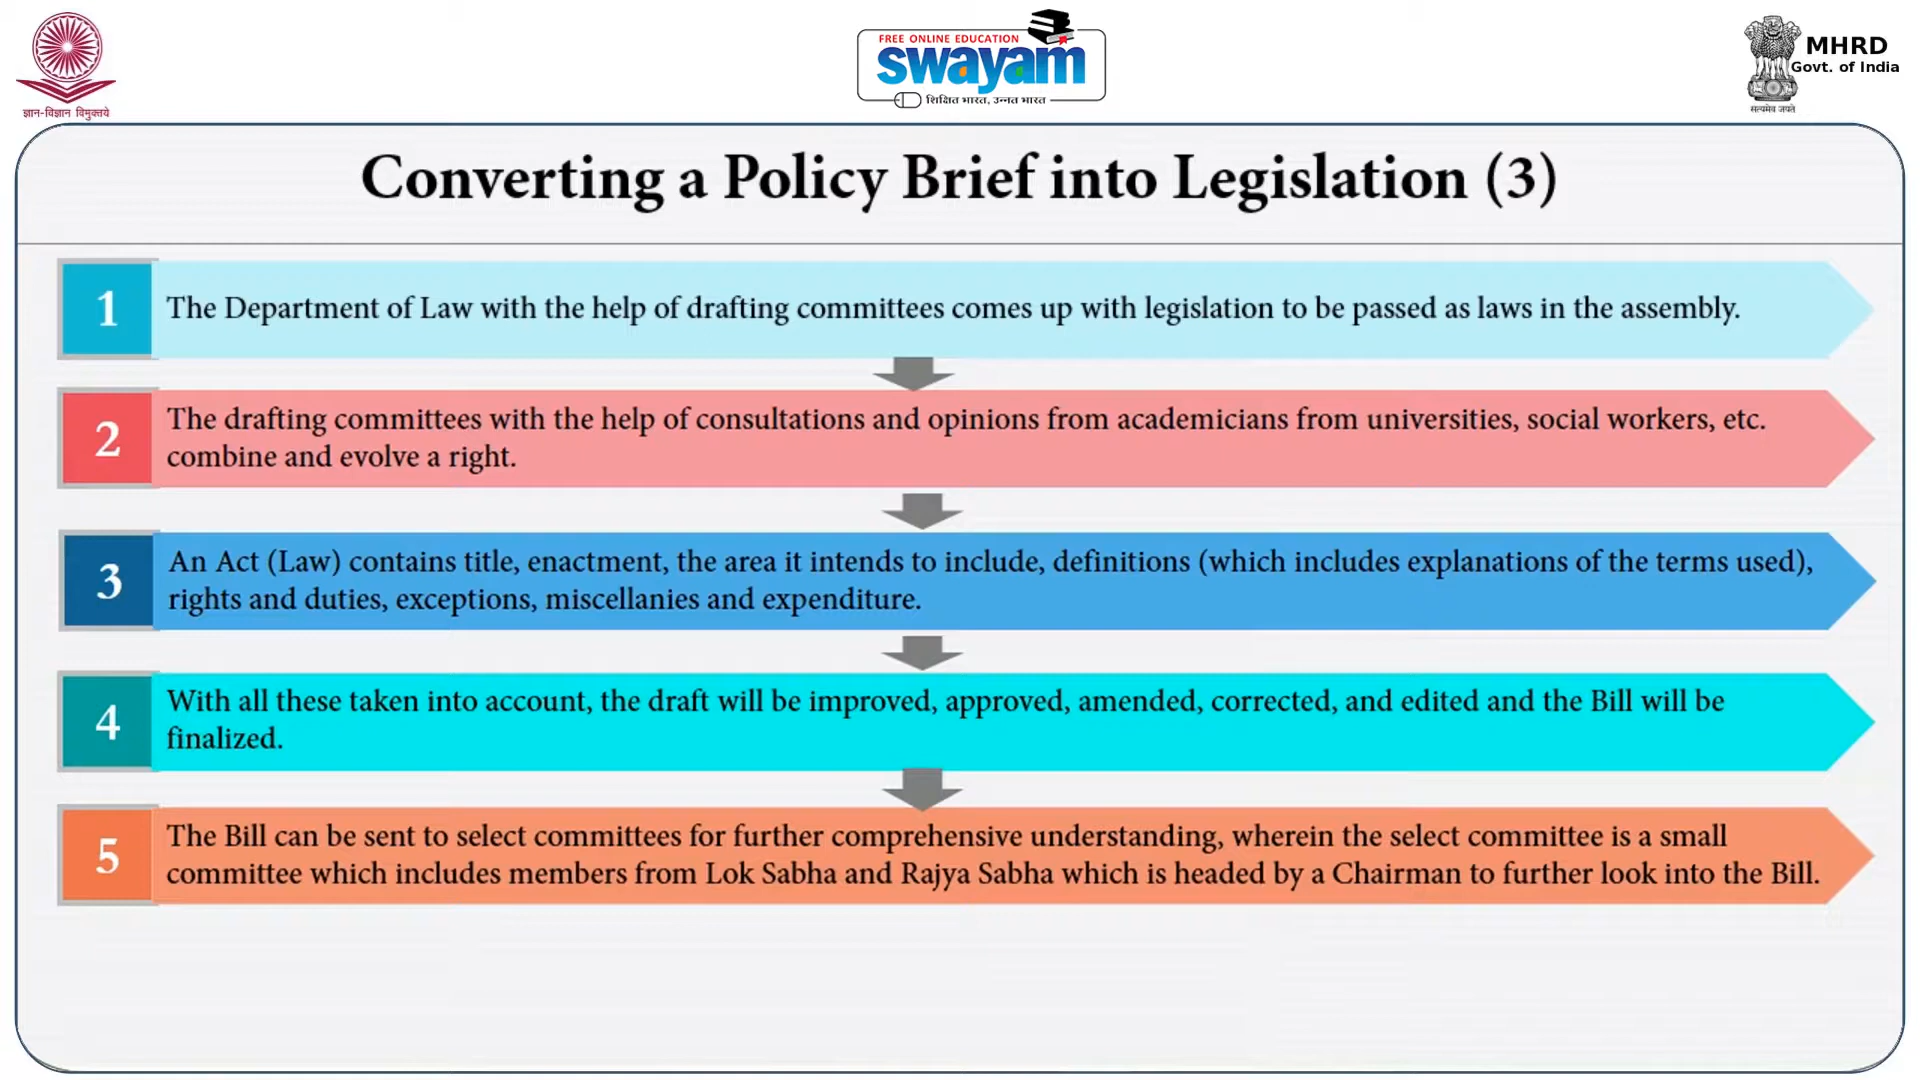 ज्ञान-विज्ञान विमुक्तये
FREE ONLINE EDUCATION
swayam
शिक्षित भारत, उन्नत भारत
MHRD
Govt. of India
सत्यमेव जयते
Converting a Policy Brief into Legislation (3)
1
The Department of Law with the help of drafting committees comes up with legislation to be passed as laws in the assembly.
2
The drafting committees with the help of consultations and opinions from academicians from universities, social workers, etc.
combine and evolve a right.
3
An Act (Law) contains title, enactment, the area it intends to include, definitions (which includes explanations of the terms used),
rights and duties, exceptions, miscellanies and expenditure.
4
With all these taken into account, the draft will be improved, approved, amended, corrected, and edited and the Bill will be
finalized.
5
The Bill can be sent to select committees for further comprehensive understanding, wherein the select committee is a small
committee which includes members from Lok Sabha and Rajya Sabha which is headed by a Chairman to further look into the Bill.